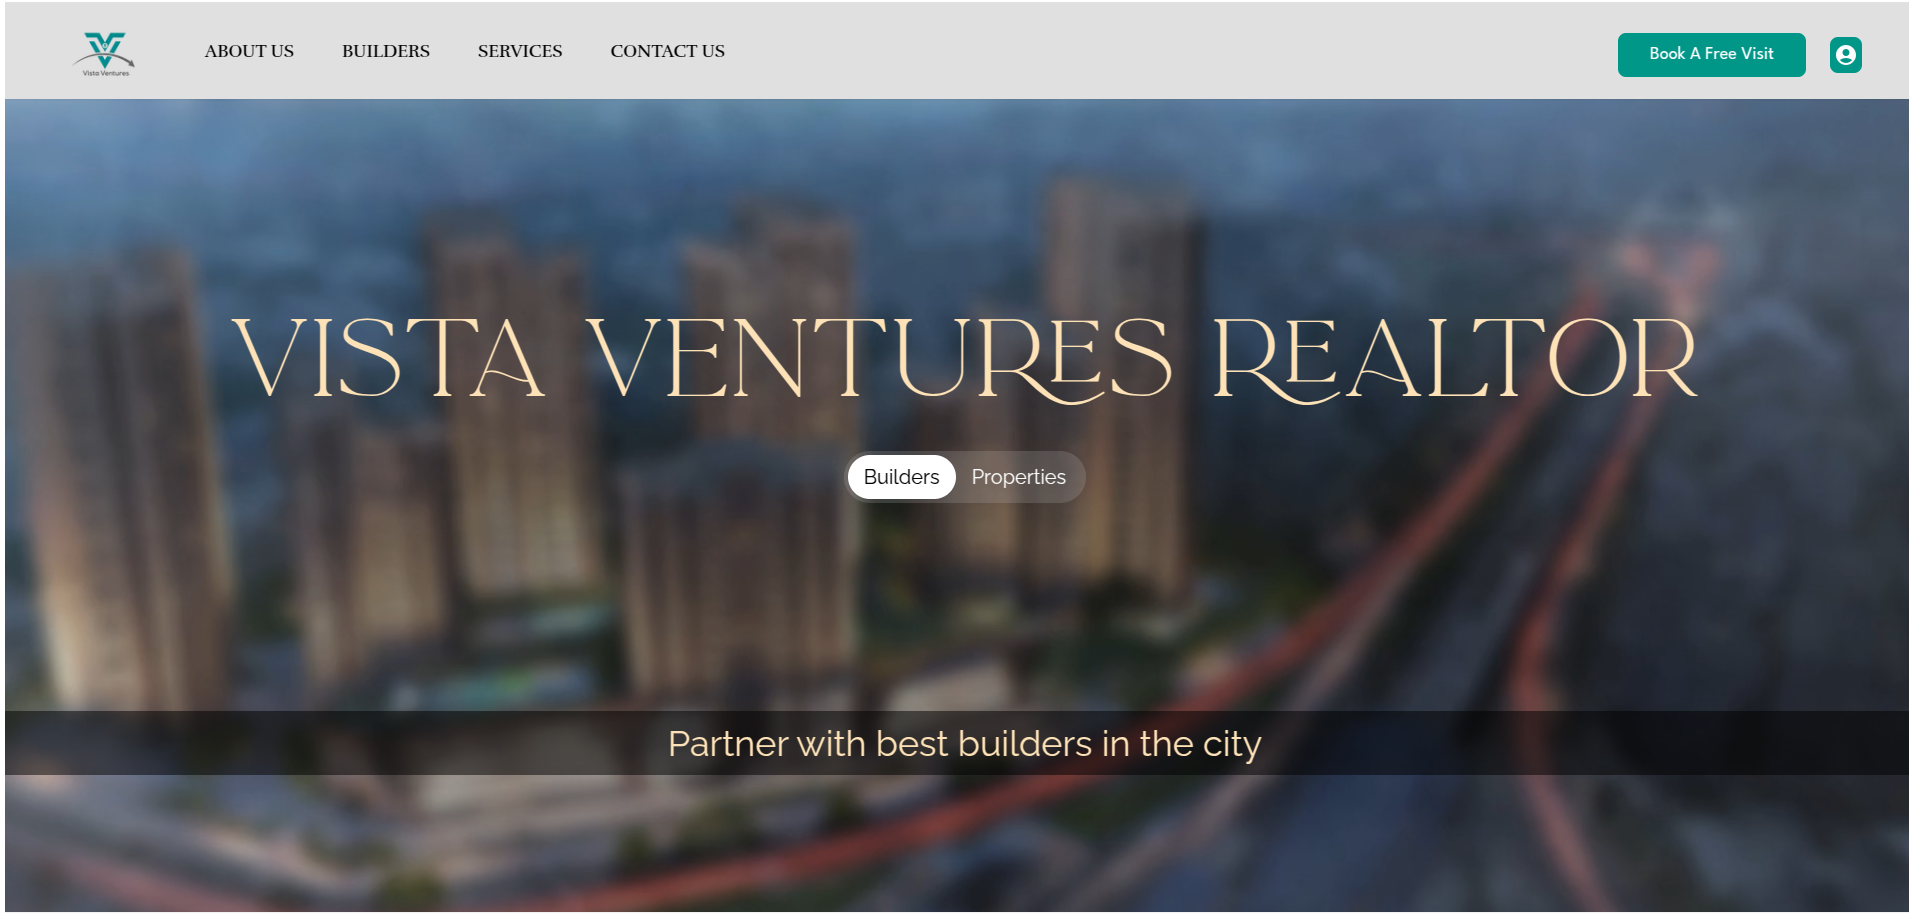 Vista Ventures
ABOUT US BUILDERS SERVICES CONTACT US
Book A Free Visit
VISTA VENTURES REALTOR
Builders Properties
Partner with best builders in the city